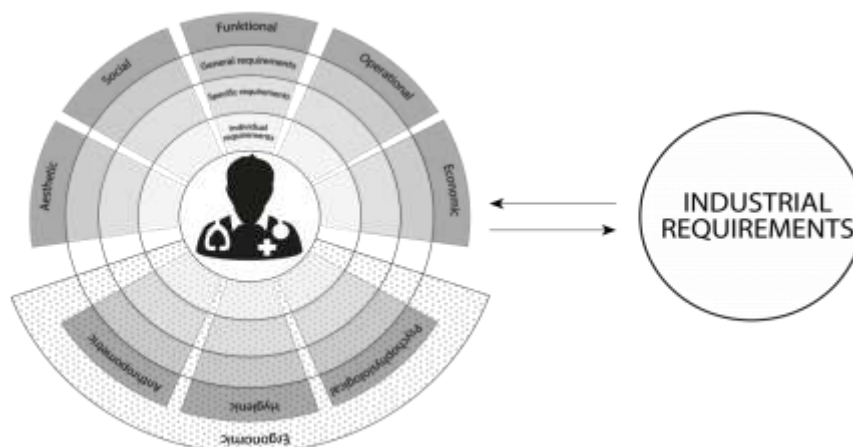 Funktional
Social
Operational
General requirements
Specific requirements
Individual
requirements
Aesthetic
Economic
INDUSTRIAL
REQUIREMENTS
Anthropometric
Hygienic
Psychophysiological
Ergonomic